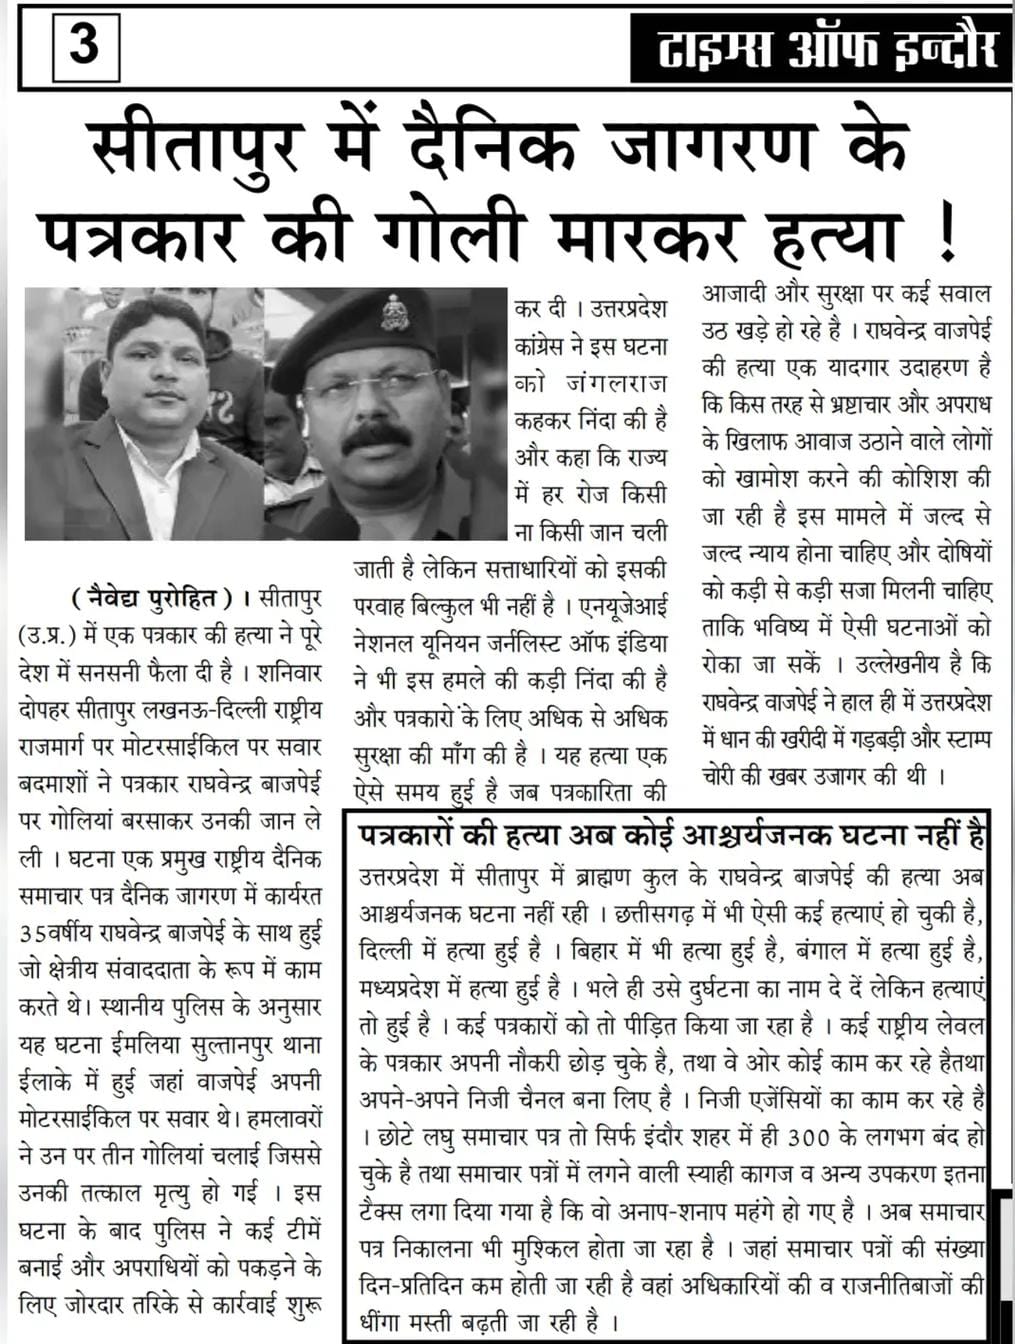 3
टाइम्स ऑफ इन्दौर
सीतापुर में दैनिक जागरण के
पत्रकार की गोली मारकर हत्या !
( नैवेद्य पुरोहित ) । सीतापुर
(उ.प्र.) में एक पत्रकार की हत्या ने पूरे
देश में सनसनी फैला दी है । शनिवार
दोपहर सीतापुर लखनऊ-दिल्ली राष्ट्रीय
राजमार्ग पर मोटरसाईकिल पर सवार
बदमाशों ने पत्रकार राघवेन्द्र बाजपेई
पर गोलियां बरसाकर उनकी जान ले
ली । घटना एक प्रमुख राष्ट्रीय दैनिक
समाचार पत्र दैनिक जागरण में कार्यरत
35वर्षीय राघवेन्द्र बाजपेई के साथ हुई
जो क्षेत्रीय संवाददाता के रूप में काम
करते थे। स्थानीय पुलिस के अनुसार
यह घटना ईमलिया सुल्तानपुर थाना
ईलाके में हुई जहां वाजपेई अपनी
मोटरसाईकिल पर सवार थे। हमलावरों
ने उन पर तीन गोलियां चलाई जिससे
उनकी तत्काल मृत्यु हो गई । इस
घटना के बाद पुलिस ने कई टीमें
बनाई और अपराधियों को पकड़ने के
लिए जोरदार तरिके से कार्रवाई शुरू
कर दी । उत्तरप्रदेश
कांग्रेस ने इस घटना
को जंगलराज
कहकर निंदा की है
और कहा कि राज्य
में हर रोज किसी
ना किसी जान चली
जाती है लेकिन सत्ताधारियों को इसकी
परवाह बिल्कुल भी नहीं है । एनयूजेआई
नेशनल यूनियन जर्नलिस्ट ऑफ इंडिया
ने भी इस हमले की कड़ी निंदा की है
और पत्रकारों के लिए अधिक से अधिक
सुरक्षा की माँग की है । यह हत्या एक
ऐसे समय हुई है जब पत्रकारिता की
आजादी और सुरक्षा पर कई सवाल
उठ खड़े हो रहे है । राघवेन्द्र वाजपेई
की हत्या एक यादगार उदाहरण है
कि किस तरह से भ्रष्टाचार और अपराध
के खिलाफ आवाज उठाने वाले लोगों
को खामोश करने की कोशिश की
जा रही है इस मामले में जल्द से
जल्द न्याय होना चाहिए और दोषियों
को कड़ी से कड़ी सजा मिलनी चाहिए
ताकि भविष्य में ऐसी घटनाओं को
रोका जा सकें । उल्लेखनीय है कि
राघवेन्द्र वाजपेई ने हाल ही में उत्तरप्रदेश
में धान की खरीदी में गड़बड़ी और स्टाम्प
चोरी की खबर उजागर की थी ।
पत्रकारों की हत्या अब कोई आश्चर्यजनक घटना नहीं है
उत्तरप्रदेश में सीतापुर में ब्राह्मण कुल के राघवेन्द्र बाजपेई की हत्या अब
आश्चर्यजनक घटना नहीं रही । छत्तीसगढ़ में भी ऐसी कई हत्याएं हो चुकी है,
दिल्ली में हत्या हुई है । बिहार में भी हत्या हुई है, बंगाल में हत्या हुई है,
मध्यप्रदेश में हत्या हुई है । भले ही उसे दुर्घटना का नाम दे दें लेकिन हत्याएं
तो हुई है । कई पत्रकारों को तो पीड़ित किया जा रहा है । कई राष्ट्रीय लेवल
के पत्रकार अपनी नौकरी छोड़ चुके है, तथा वे ओर कोई काम कर रहे हैतथा
अपने-अपने निजी चैनल बना लिए है । निजी एजेंसियों का काम कर रहे है
। छोटे लघु समाचार पत्र तो सिर्फ इंदौर शहर में ही 300 के लगभग बंद हो
चुके है तथा समाचार पत्रों में लगने वाली स्याही कागज व अन्य उपकरण इतना
टैक्स लगा दिया गया है कि वो अनाप-शनाप महंगे हो गए है । अब समाचार
पत्र निकालना भी मुश्किल होता जा रहा है । जहां समाचार पत्रों की संख्या
दिन-प्रतिदिन कम होती जा रही है वहां अधिकारियों की व राजनीतिबाजों की
धींगा मस्ती बढ़ती जा रही है ।